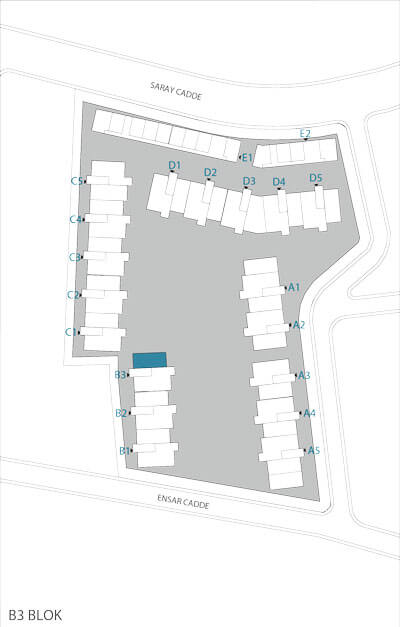 SARAY CADDE
E2
E1
D1
D2
D3
D4
D5
C5
C4
C3
C2
C1
A1
A2
B3
A3
B2
A4
B1
A5
ENSAR CADDE
B3 BLOK